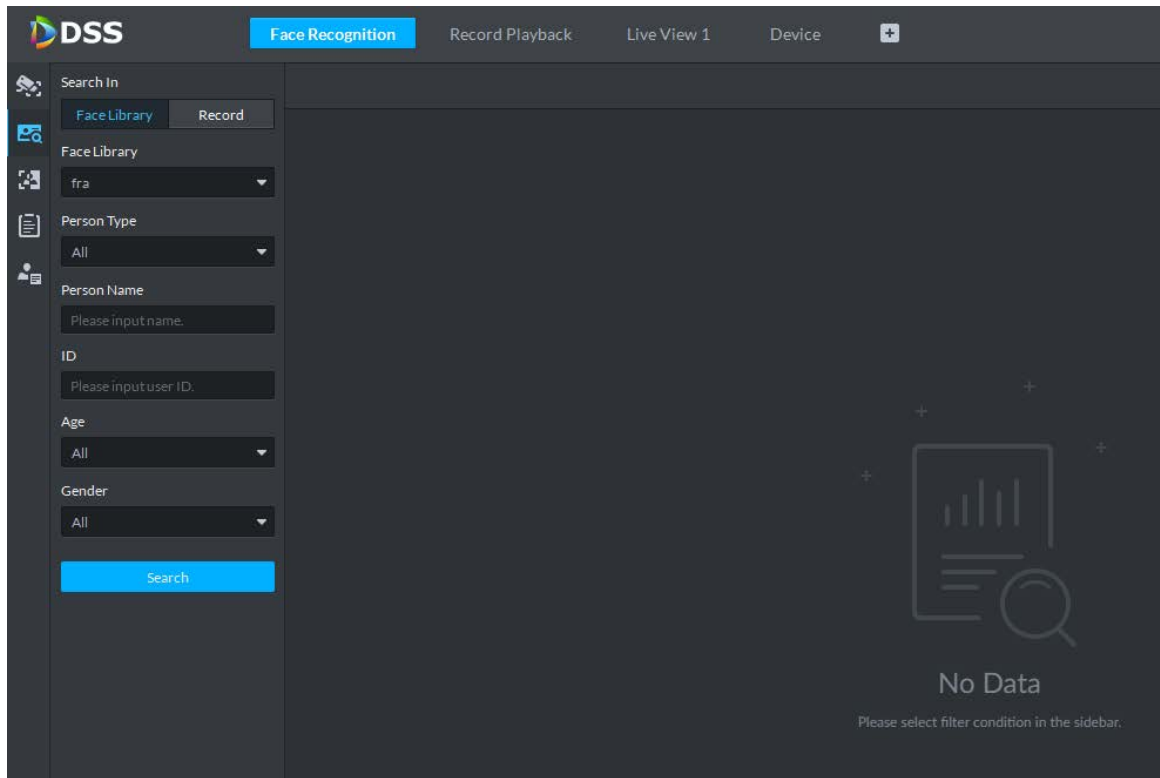 DSS
Face Recognition Record Playback Live View 1 Device
Search In
Face Library Record
Face Library
fra
Person Type
All
Person Name
Please input name.
ID
Please input user ID.
Age
All
Gender
All
Search
No Data
Please select filter condition in the sidebar.